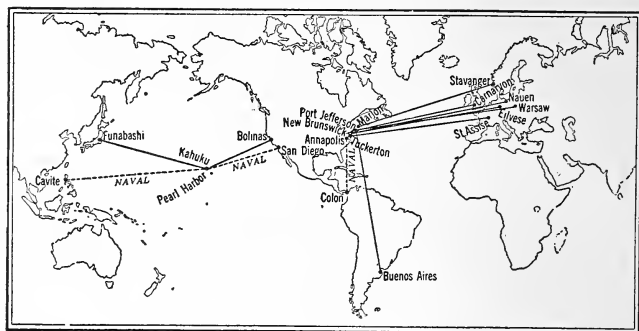 Stavanger
Port Jefferson
Marion
Carnarvon
Nauen
New Brunswick
Warsaw
Eilvese
Annapolis
Tuckerton
St.Assise
Funabashi
Bolinas
San Diego
Kahuku
NAVAL
Cavite
NAVAL
Pearl Harbor
NAVAL
Colon
Buenos Aires